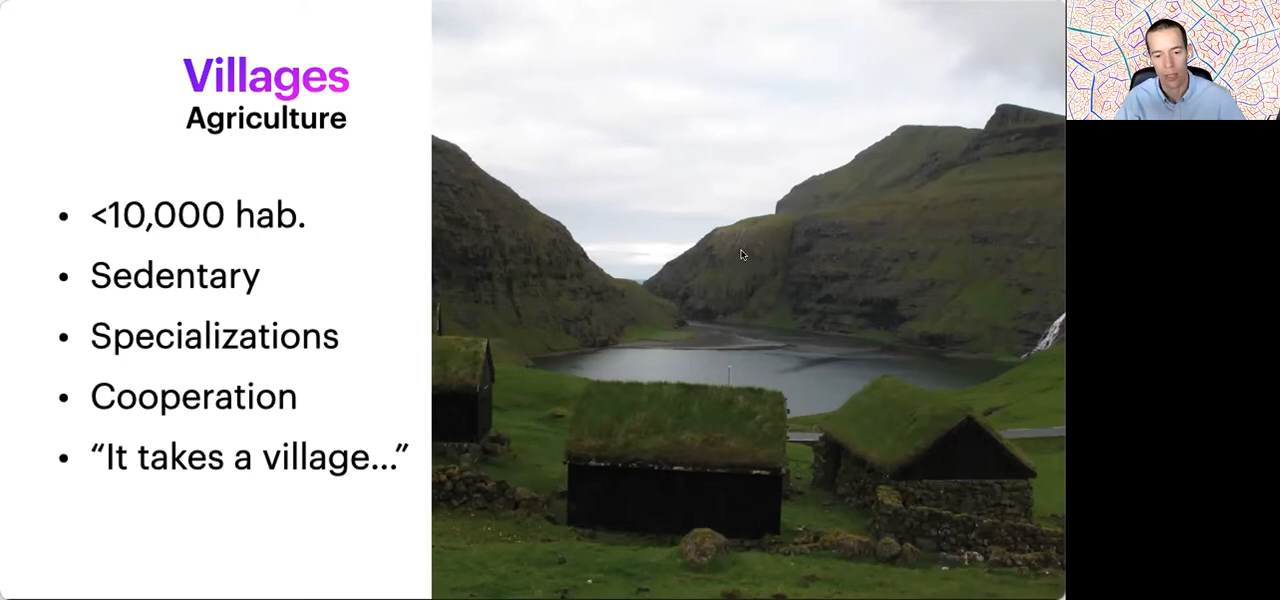 Villages
Agriculture
• <10,000 hab.
• Sedentary
• Specializations
• Cooperation
• “It takes a village...”